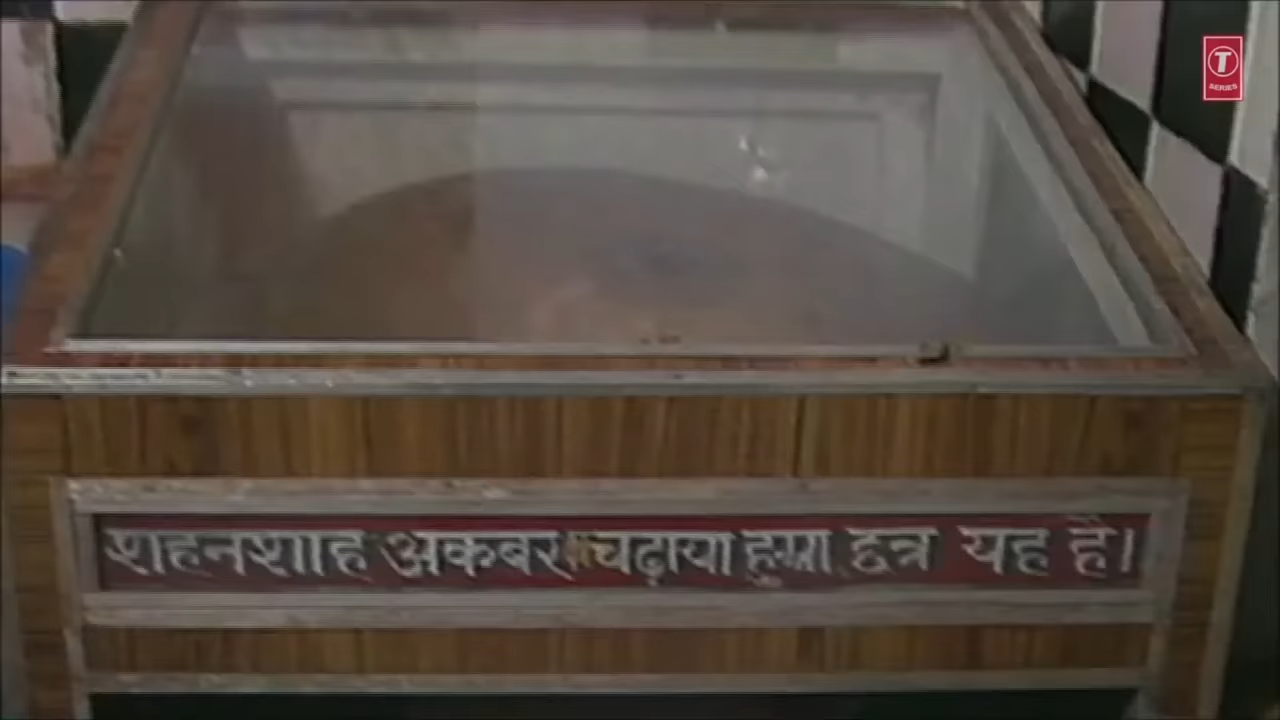 T
SERIES
शहनशाह अकबर का चढ़ाया हुआ छत्र यह है।